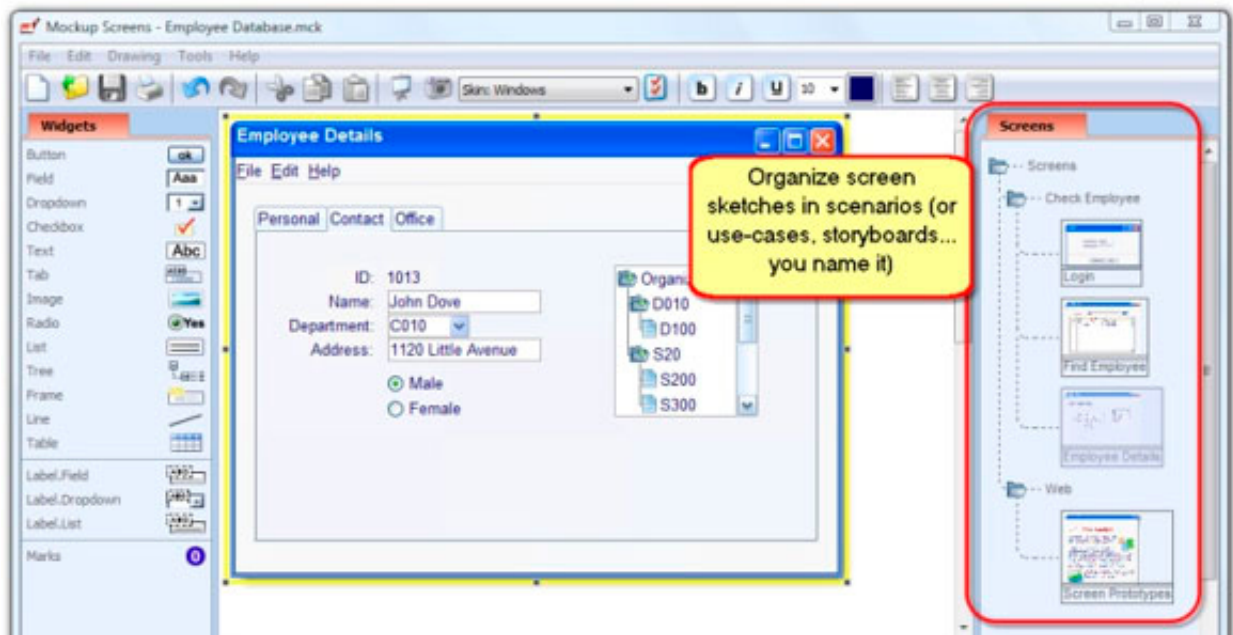 Mockup Screens - Employee Database.mck
File Edit Drawing Tools Help
Skin: Windows
b i U 10
Widgets
Button ok
Field Aaa
Dropdown 1
Checkbox
Text Abc
Tab
Image
Radio Yes
List
Tree
Frame
Line
Table
Label.Field
Label.Dropdown
Label.List
Marks 0
Employee Details
File Edit Help
Personal Contact Office
ID: 1013
Name: John Dove
Department: C010
Address: 1120 Little Avenue
Male
Female
D010
D100
S20
S200
S300
Organize screen
sketches in scenarios (or
use-cases, storyboards...
you name it)
Screens
Screens
Check Employee
Login
Find Employee
Employee Details
Web
Screen Prototypes